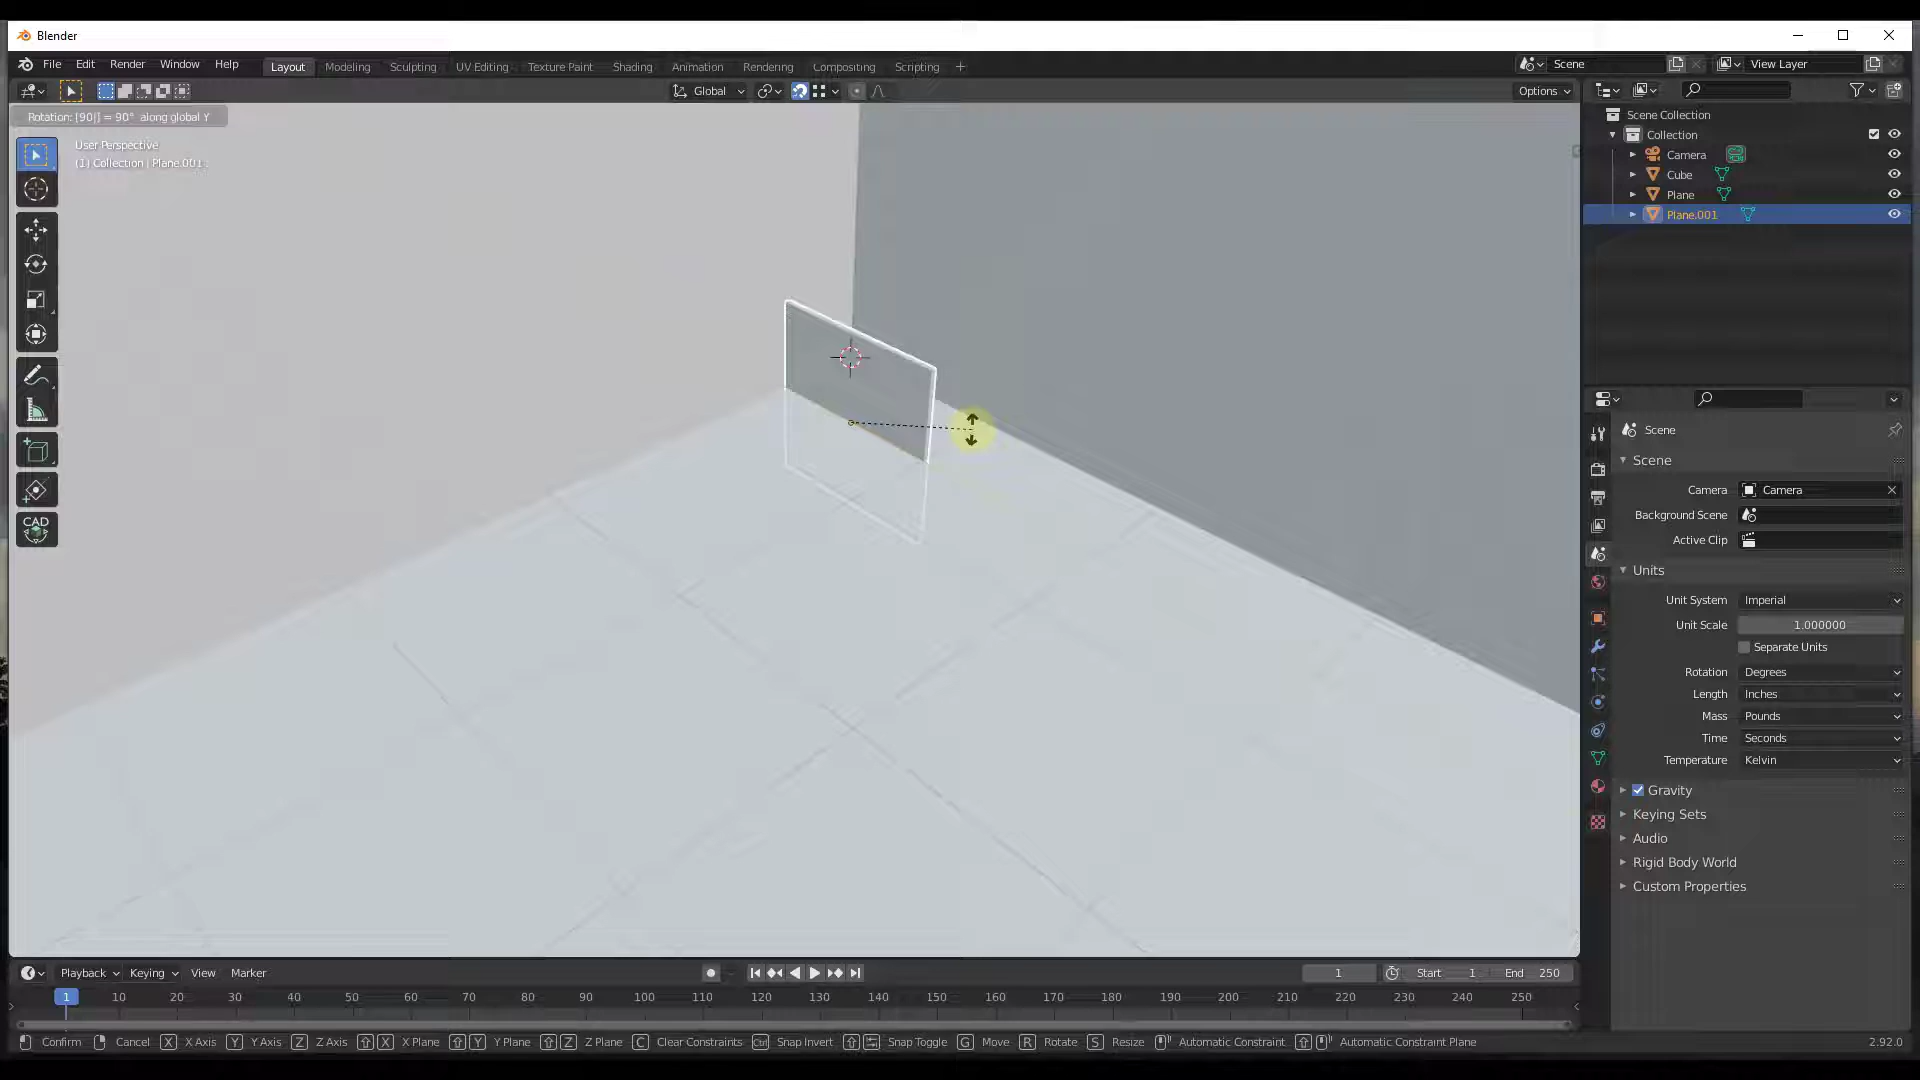 Blender
File Edit Render Window Help Layout Modeling Sculpting UV Editing Texture Paint Shading Animation Rendering Compositing Scripting +
Scene View Layer
Global Options
Rotation: [90|] = 90° along global Y
User Perspective
(1) Collection | Plane.001
CAD
Scene Collection
Collection
Camera
Cube
Plane
Plane.001
Scene
Scene
Camera Camera
Background Scene
Active Clip
Units
Unit System Imperial
Unit Scale 1.000000
Separate Units
Rotation Degrees
Length Inches
Mass Pounds
Time Seconds
Temperature Kelvin
Gravity
Keying Sets
Audio
Rigid Body World
Custom Properties
Playback Keying View Marker 1 Start 1 End 250
1 10 20 30 40 50 60 70 80 90 100 110 120 130 140 150 160 170 180 190 200 210 220 230 240 250
Confirm Cancel X X Axis Y Y Axis Z Z Axis X X Plane Y Y Plane Z Z Plane C Clear Constraints Ctrl Snap Invert Snap Toggle G Move R Rotate S Resize Automatic Constraint Automatic Constraint Plane 2.92.0